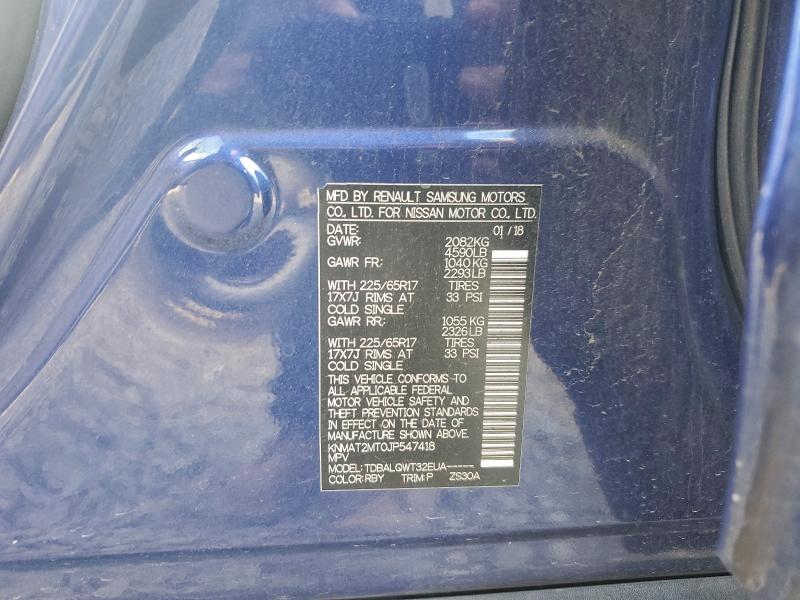 MFD BY RENAULT SAMSUNG MOTORS
CO., LTD. FOR NISSAN MOTOR CO., LTD.
DATE: 01/18
GVWR: 2082KG
4590LB
GAWR FR: 1040 KG
2293LB
WITH 225/65R17 TIRES
17X7J RIMS AT 33 PSI
COLD SINGLE
GAWR RR: 1055 KG
2326LB
WITH 225/65R17 TIRES
17X7J RIMS AT 33 PSI
COLD SINGLE
THIS VEHICLE CONFORMS TO
ALL APPLICABLE FEDERAL
MOTOR VEHICLE SAFETY AND
THEFT PREVENTION STANDARDS
IN EFFECT ON THE DATE OF
MANUFACTURE SHOWN ABOVE.
KNMAT2MT0JP547418
MPV
MODEL: TDBALQWT32EUA-----
COLOR: RBY TRIM: P ZS30A